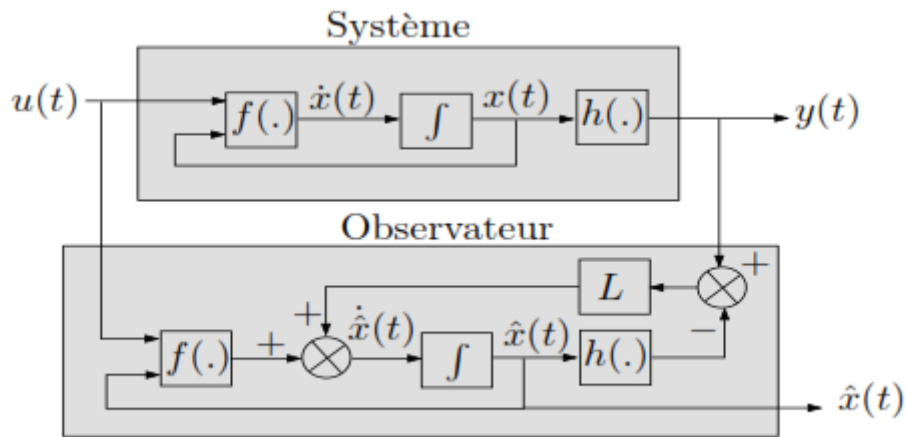 Système
u(t)
f(.)
ẋ(t)
∫
x(t)
h(.)
y(t)
Observateur
+
L
+
−
f(.)
+
x̂̇(t)
∫
x̂(t)
h(.)
x̂(t)